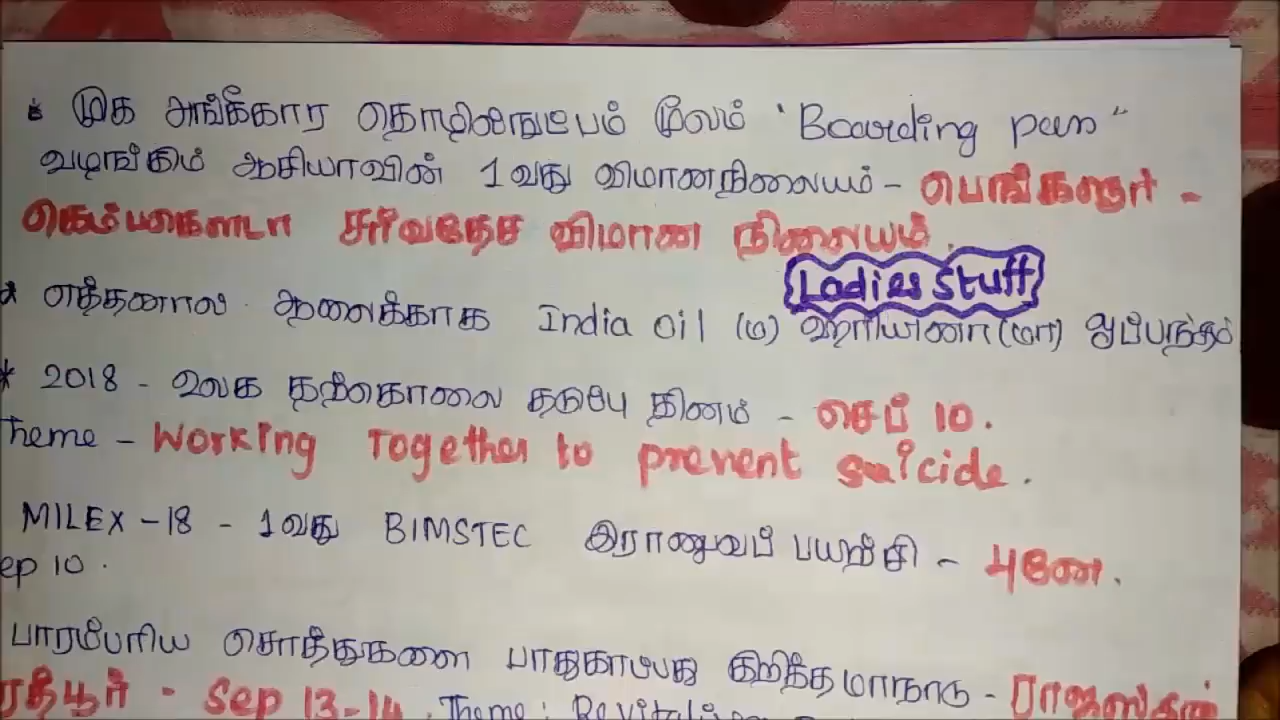 முக அங்கீகார தொழில்நுட்பம் மூலம் 'Boarding pass"
வழங்கும் ஆசியாவின் 1வது விமானநிலையம் - பெங்களூர் -
கெம்பகௌடா சர்வதேச விமான நிலையம்.
Ladies Stuff
* எத்தனால் ஆலைக்காக India oil (ம) ஹரியானா (மா) ஒப்பந்தம்
* 2018 - உலக தற்கொலை தடுப்பு தினம் - செப் 10.
Theme - Working Together to prevent suicide.
MILEX -18 - 1வது BIMSTEC இராணுவப் பயிற்சி - புனே.
ep 10.
பாரம்பரிய சொத்துகளை பாதுகாப்பது குறித்த மாநாடு - ராஜஸ்தான்
Sep 13-14. Theme: